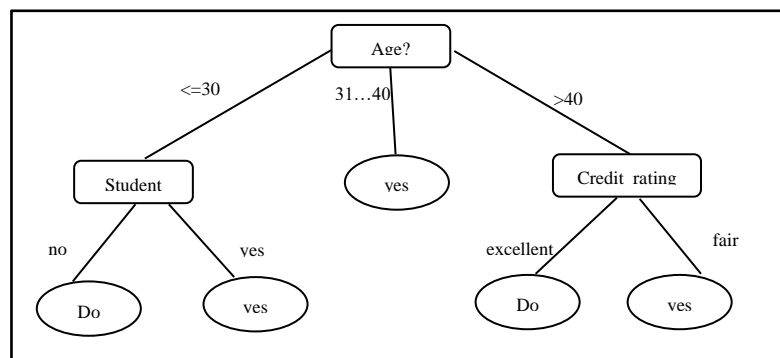 Age?
<=30
31…40
>40
Student
yes
Credit rating
no
yes
excellent
fair
Do
yes
Do
yes